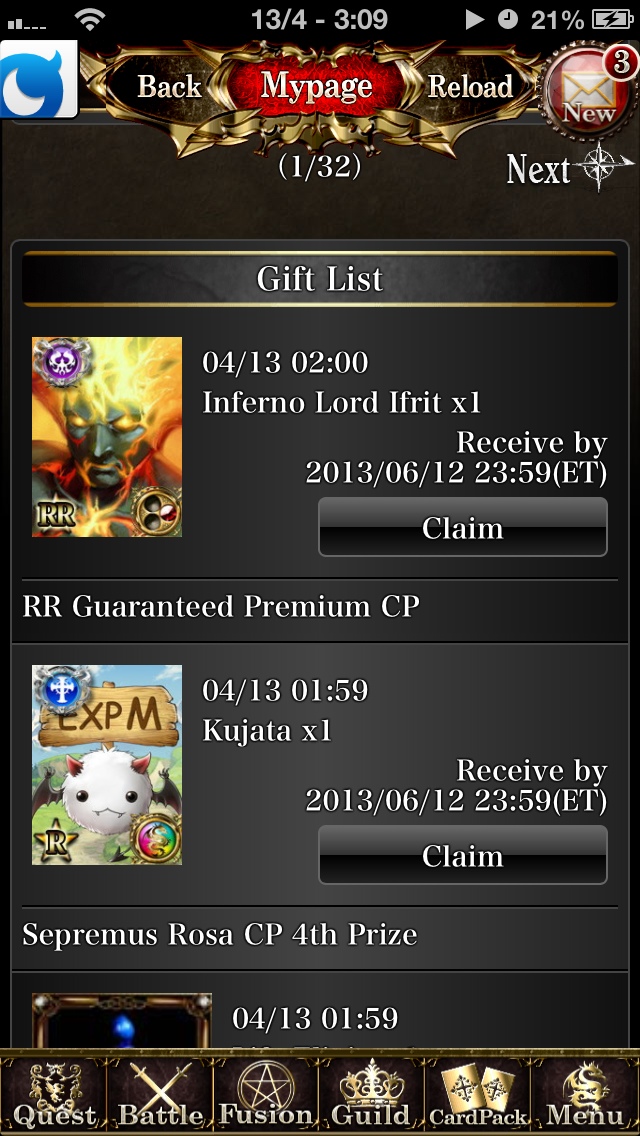 13/4 - 3:09
21%
Back
Mypage
Reload
3
New
(1/32)
Next
Gift List
04/13 02:00
Inferno Lord Ifrit x1
Receive by
2013/06/12 23:59(ET)
RR
Claim
RR Guaranteed Premium CP
EXP M
04/13 01:59
Kujata x1
Receive by
2013/06/12 23:59(ET)
R
Claim
Sepremus Rosa CP 4th Prize
04/13 01:59
Quest
Battle
Fusion
Guild
CardPack
Menu